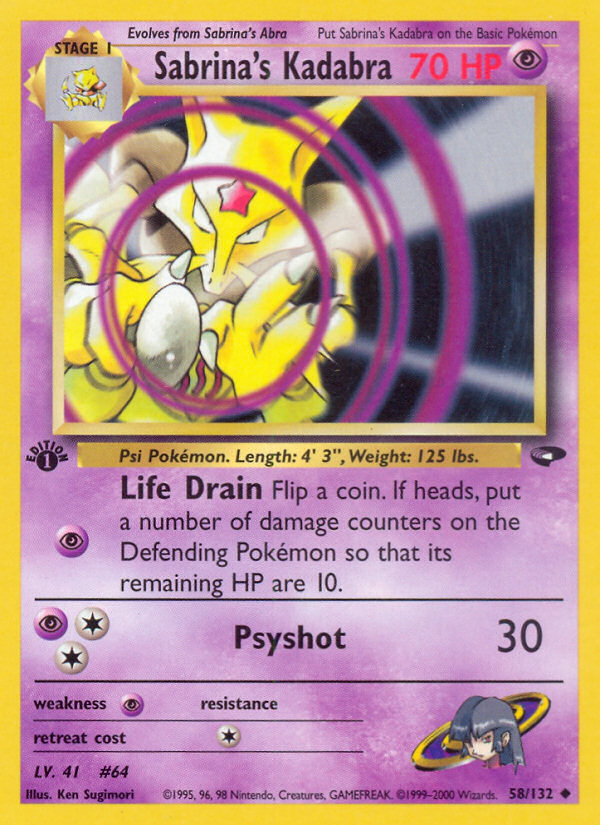 Evolves from Sabrina's Abra Put Sabrina's Kadabra on the Basic Pokémon
STAGE 1
Sabrina's Kadabra 70 HP
EDITION
1
Psi Pokémon. Length: 4' 3", Weight: 125 lbs.
Life Drain Flip a coin. If heads, put
a number of damage counters on the
Defending Pokémon so that its
remaining HP are 10.
Psyshot 30
weakness resistance
retreat cost
LV. 41 #64
Illus. Ken Sugimori ©1995, 96, 98 Nintendo, Creatures, GAMEFREAK. ©1999-2000 Wizards. 58/132